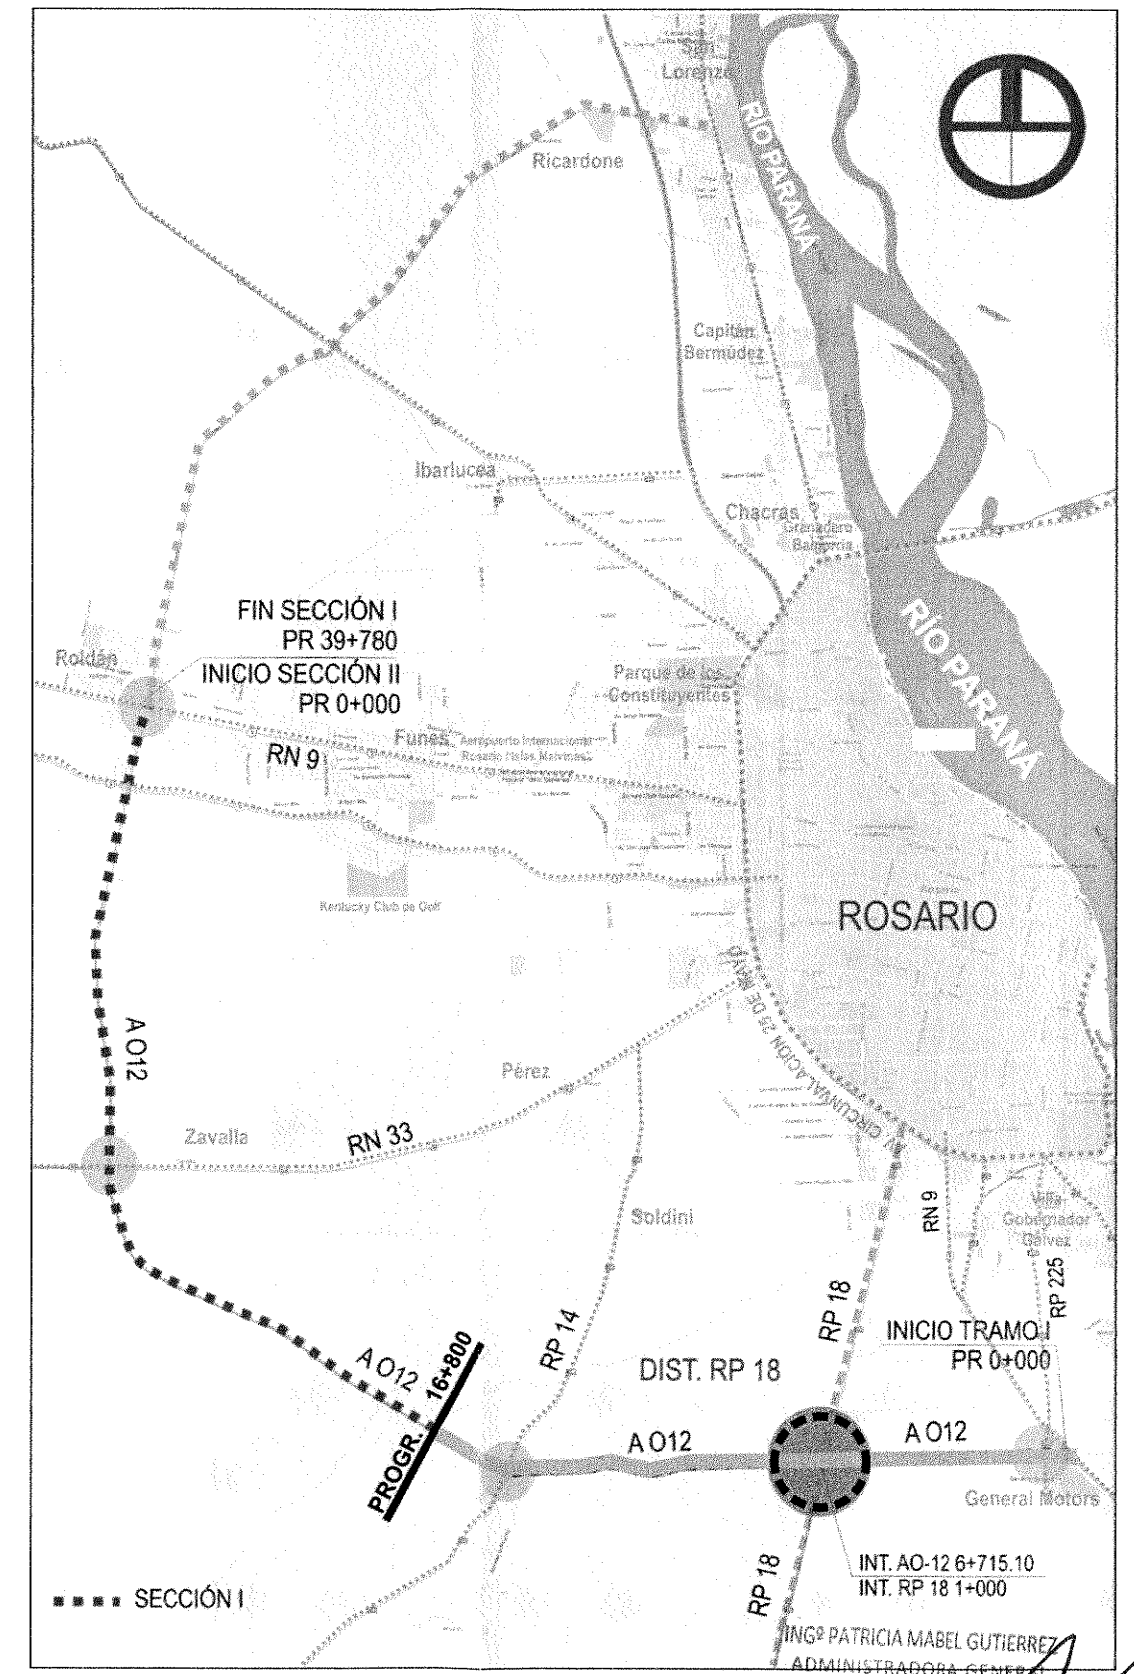 San
Lorenzo
RÍO PARANÁ
Ricardone
Capitán
Bermúdez
Ibarlucea
Chacras
Granadero
Baigorria
FIN SECCIÓN I
PR 39+780
INICIO SECCIÓN II
PR 0+000
Roldán
RÍO PARANÁ
Parque de los
Constituyentes
Funes
Aeropuerto Internacional
Rosario Islas Malvinas
RN 9
Kentucky Club de Golf
ROSARIO
AV CIRCUNVALACIÓN 25 DE MAYO
A O12
Pérez
Zavalla
RN 33
Soldini
RN 9
Villa
Gobernador
Gálvez
RP 225
RP 18
RP 14
INICIO TRAMO I
PR 0+000
A O12
16+800
PROGR.
DIST. RP 18
A O12
A O12
General Motors
INT. AO-12 6+715.10
INT. RP 18 1+000
RP 18
SECCIÓN I
INGº PATRICIA MABEL GUTIERREZ
ADMINISTRADORA GENERAL